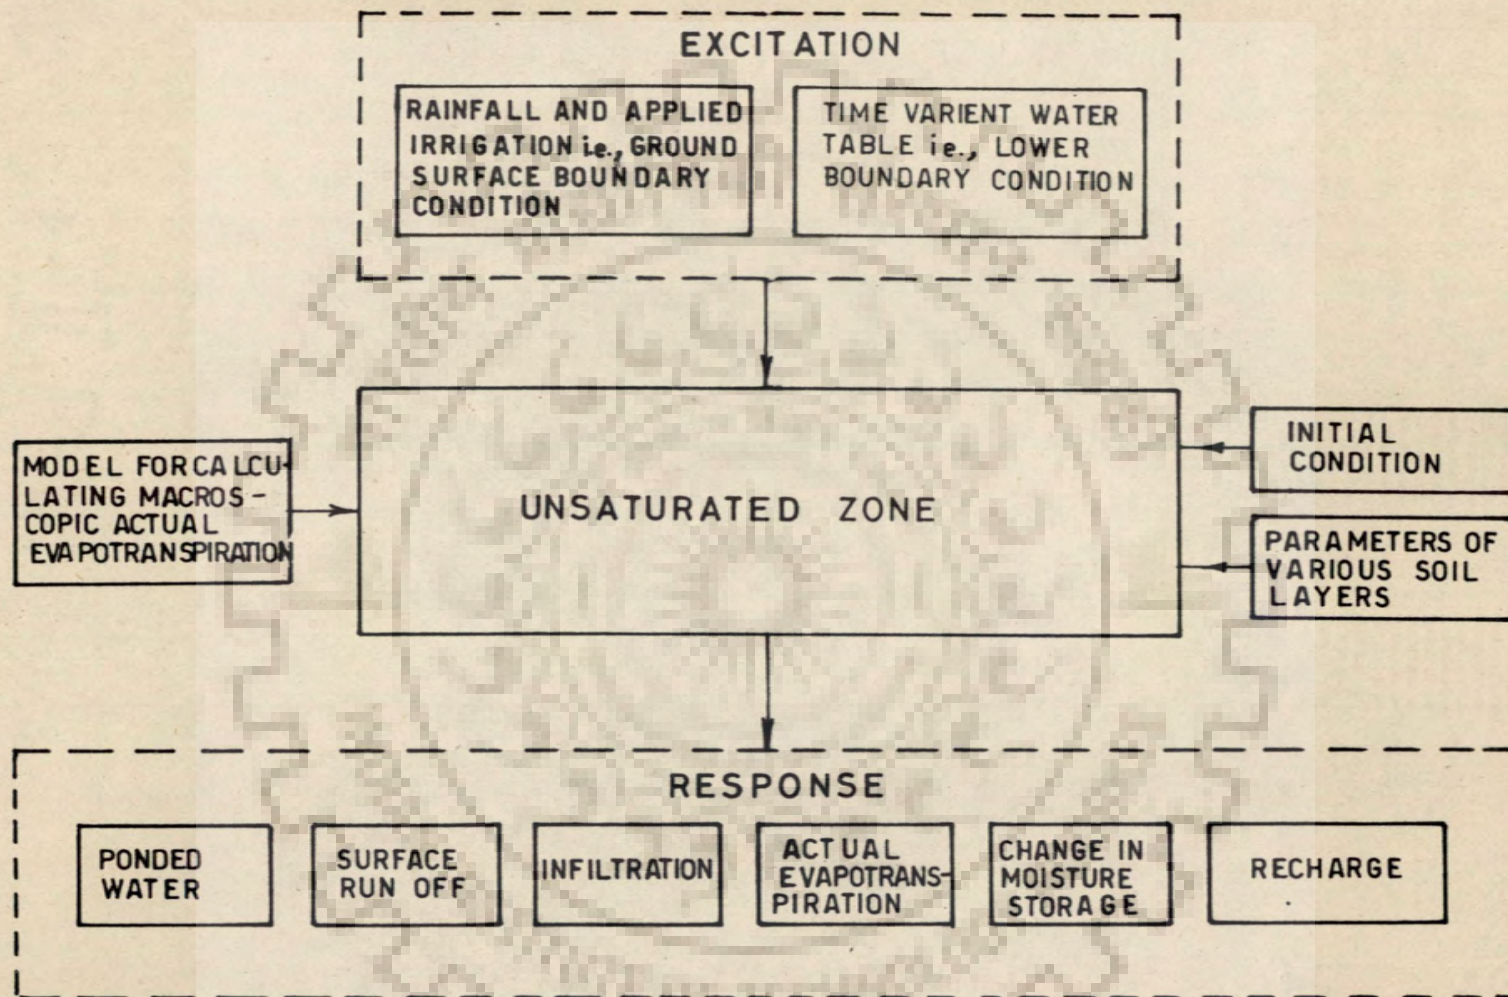 EXCITATION
RAINFALL AND APPLIED
IRRIGATION i.e., GROUND
SURFACE BOUNDARY
CONDITION
TIME VARIENT WATER
TABLE i.e., LOWER
BOUNDARY CONDITION
MODEL FOR CALCU-
LATING MACROS-
COPIC ACTUAL
EVAPOTRANSPIRATION
UNSATURATED ZONE
INITIAL
CONDITION
PARAMETERS OF
VARIOUS SOIL
LAYERS
RESPONSE
PONDED
WATER
SURFACE
RUN OFF
INFILTRATION
ACTUAL
EVAPOTRANS-
PIRATION
CHANGE IN
MOISTURE
STORAGE
RECHARGE